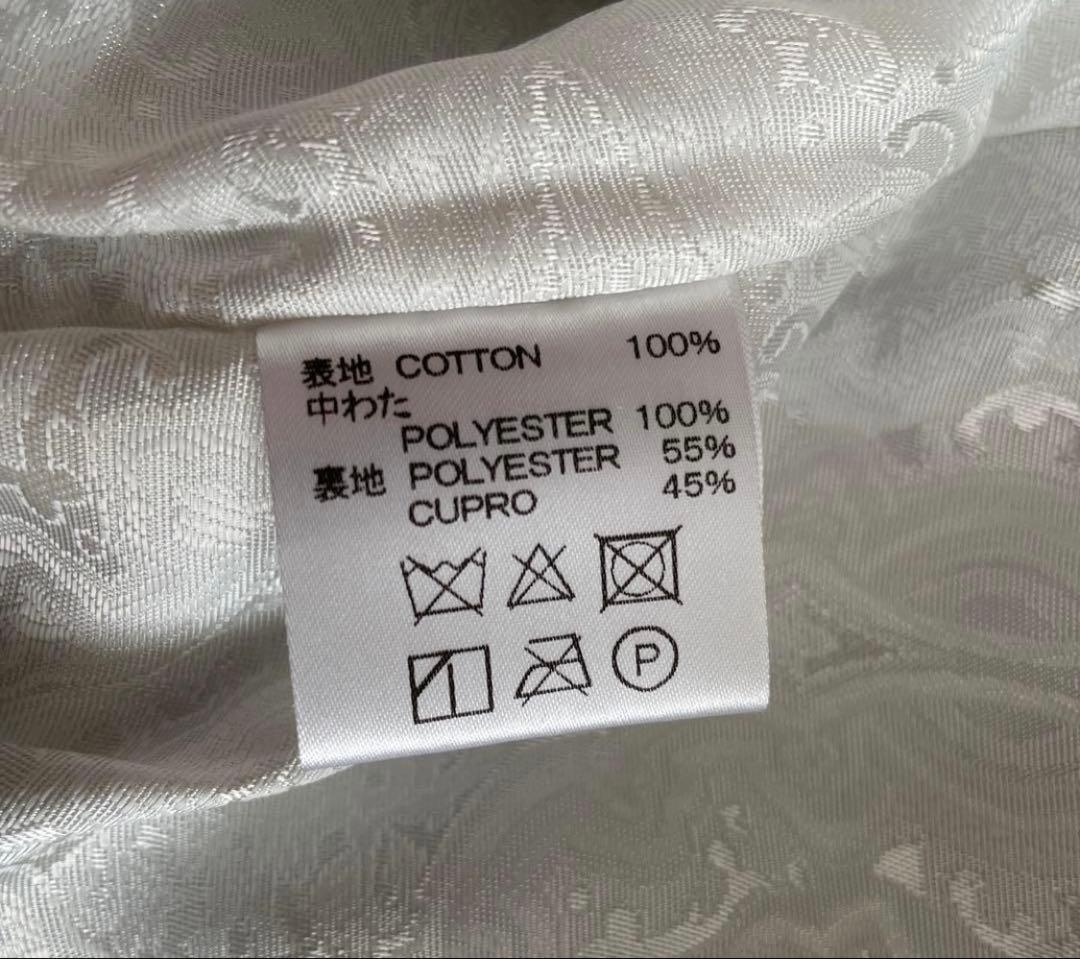 表地 COTTON 100%
中わた
POLYESTER 100%
裏地 POLYESTER 55%
CUPRO 45%
P